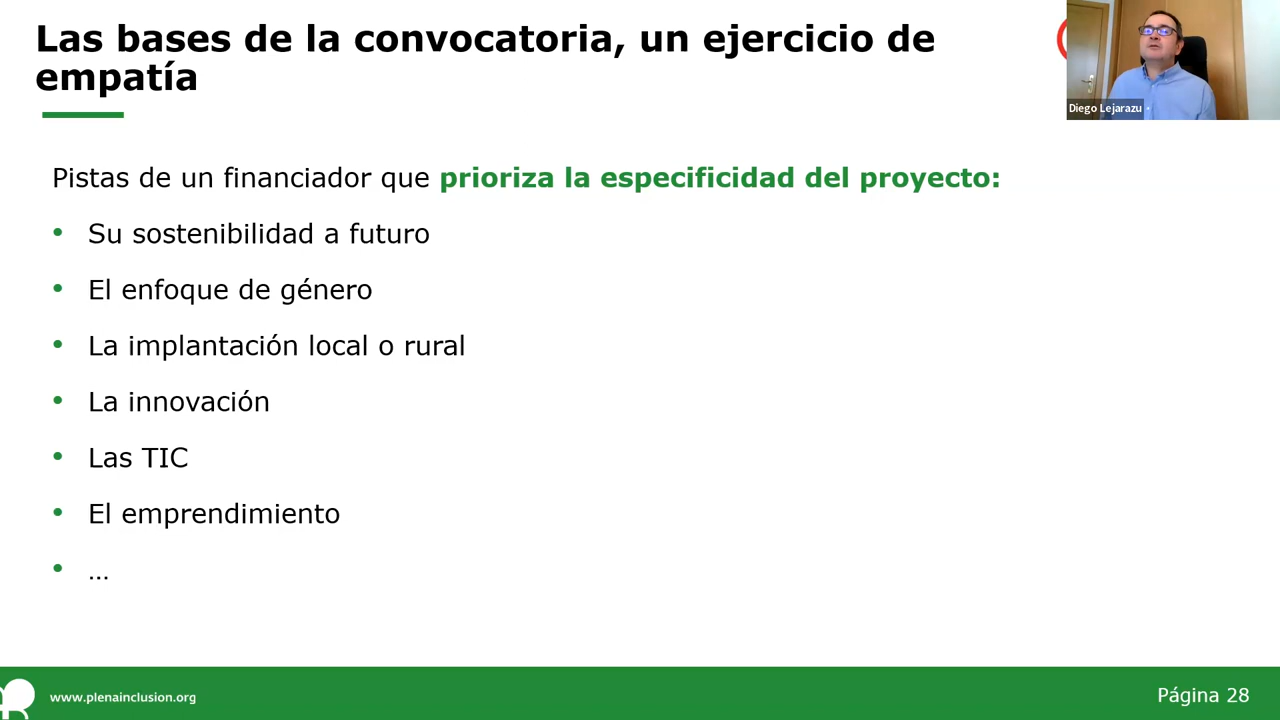 Las bases de la convocatoria, un ejercicio de
empatía
Diego Lejarazu
Pistas de un financiador que prioriza la especificidad del proyecto:
• Su sostenibilidad a futuro
• El enfoque de género
• La implantación local o rural
• La innovación
• Las TIC
• El emprendimiento
• ...
www.plenainclusion.org
Página 28